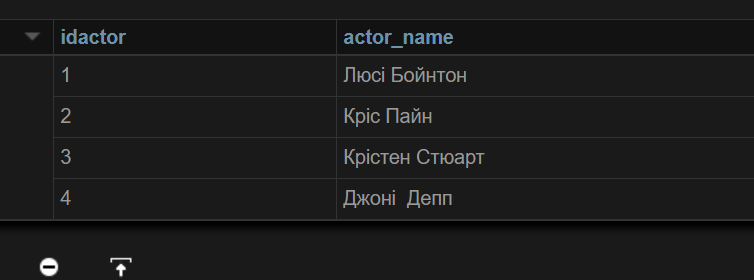 idactor actor_name
1 Люсі Бойнтон
2 Кріс Пайн
3 Крістен Стюарт
4 Джоні  Депп